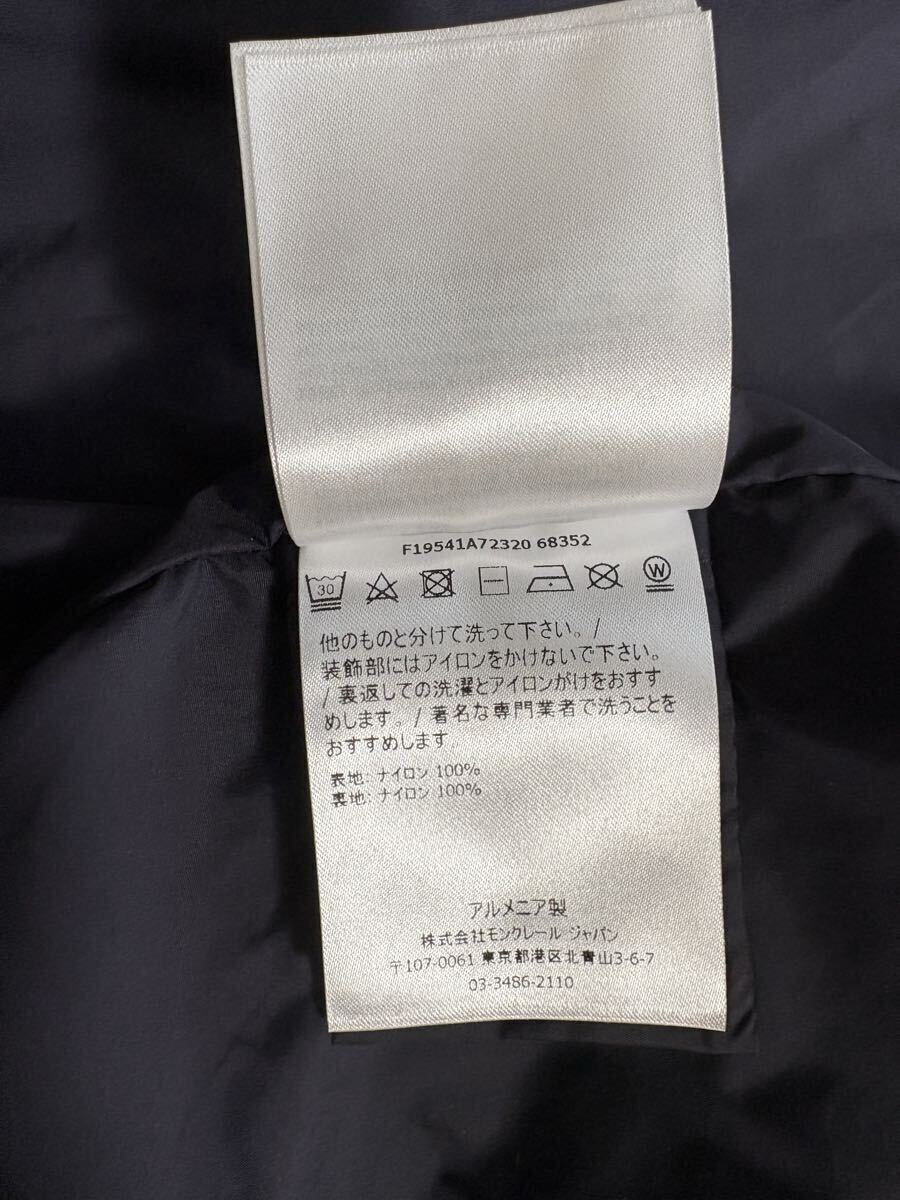 F19541A72320 68352
30
W
他のものと分けて洗って下さい。/
装飾部にはアイロンをかけないで下さい。
/ 裏返しての洗濯とアイロンがけをおすす
めします。/ 著名な専門業者で洗うことを
おすすめします。
表地: ナイロン 100%
裏地: ナイロン 100%
アルメニア製
株式会社モンクレール ジャパン
〒107-0061 東京都港区北青山3-6-7
03-3486-2110